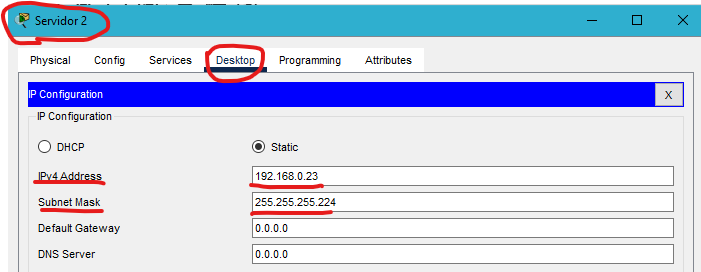 Servidor 2
Physical Config Services Desktop Programming Attributes
IP Configuration X
IP Configuration
DHCP Static
IPv4 Address 192.168.0.23
Subnet Mask 255.255.255.224
Default Gateway 0.0.0.0
DNS Server 0.0.0.0